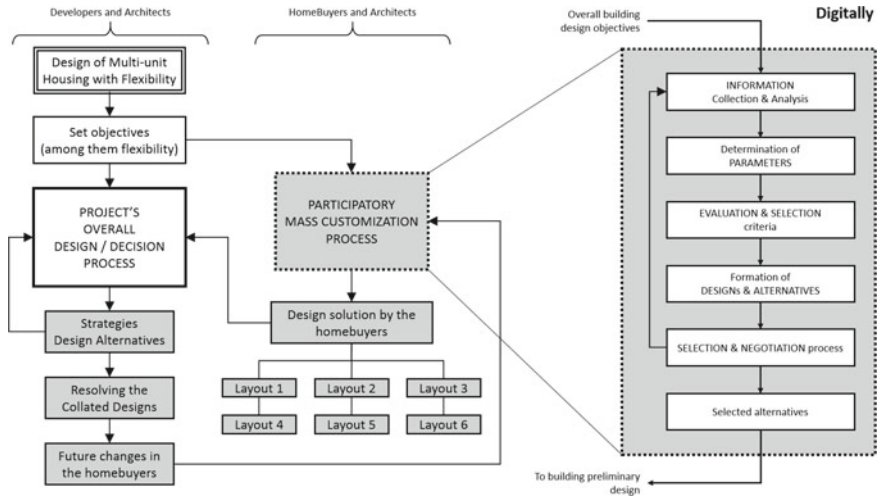 Developers and Architects
Design of Multi-unit
Housing with Flexibility
Set objectives
(among them flexibility)
PROJECT'S
OVERALL
DESIGN / DECISION
PROCESS
Strategies
Design Alternatives
Resolving the
Collated Designs
Future changes in
the homebuyers
HomeBuyers and Architects
PARTICIPATORY
MASS CUSTOMIZATION
PROCESS
Design solution by the
homebuyers
Layout 1
Layout 2
Layout 3
Layout 4
Layout 5
Layout 6
Overall building
design objectives
Digitally
INFORMATION
Collection & Analysis
Determination of
PARAMETERS
EVALUATION & SELECTION
criteria
Formation of
DESIGNs & ALTERNATIVES
SELECTION & NEGOTIATION process
Selected alternatives
To building preliminary
design